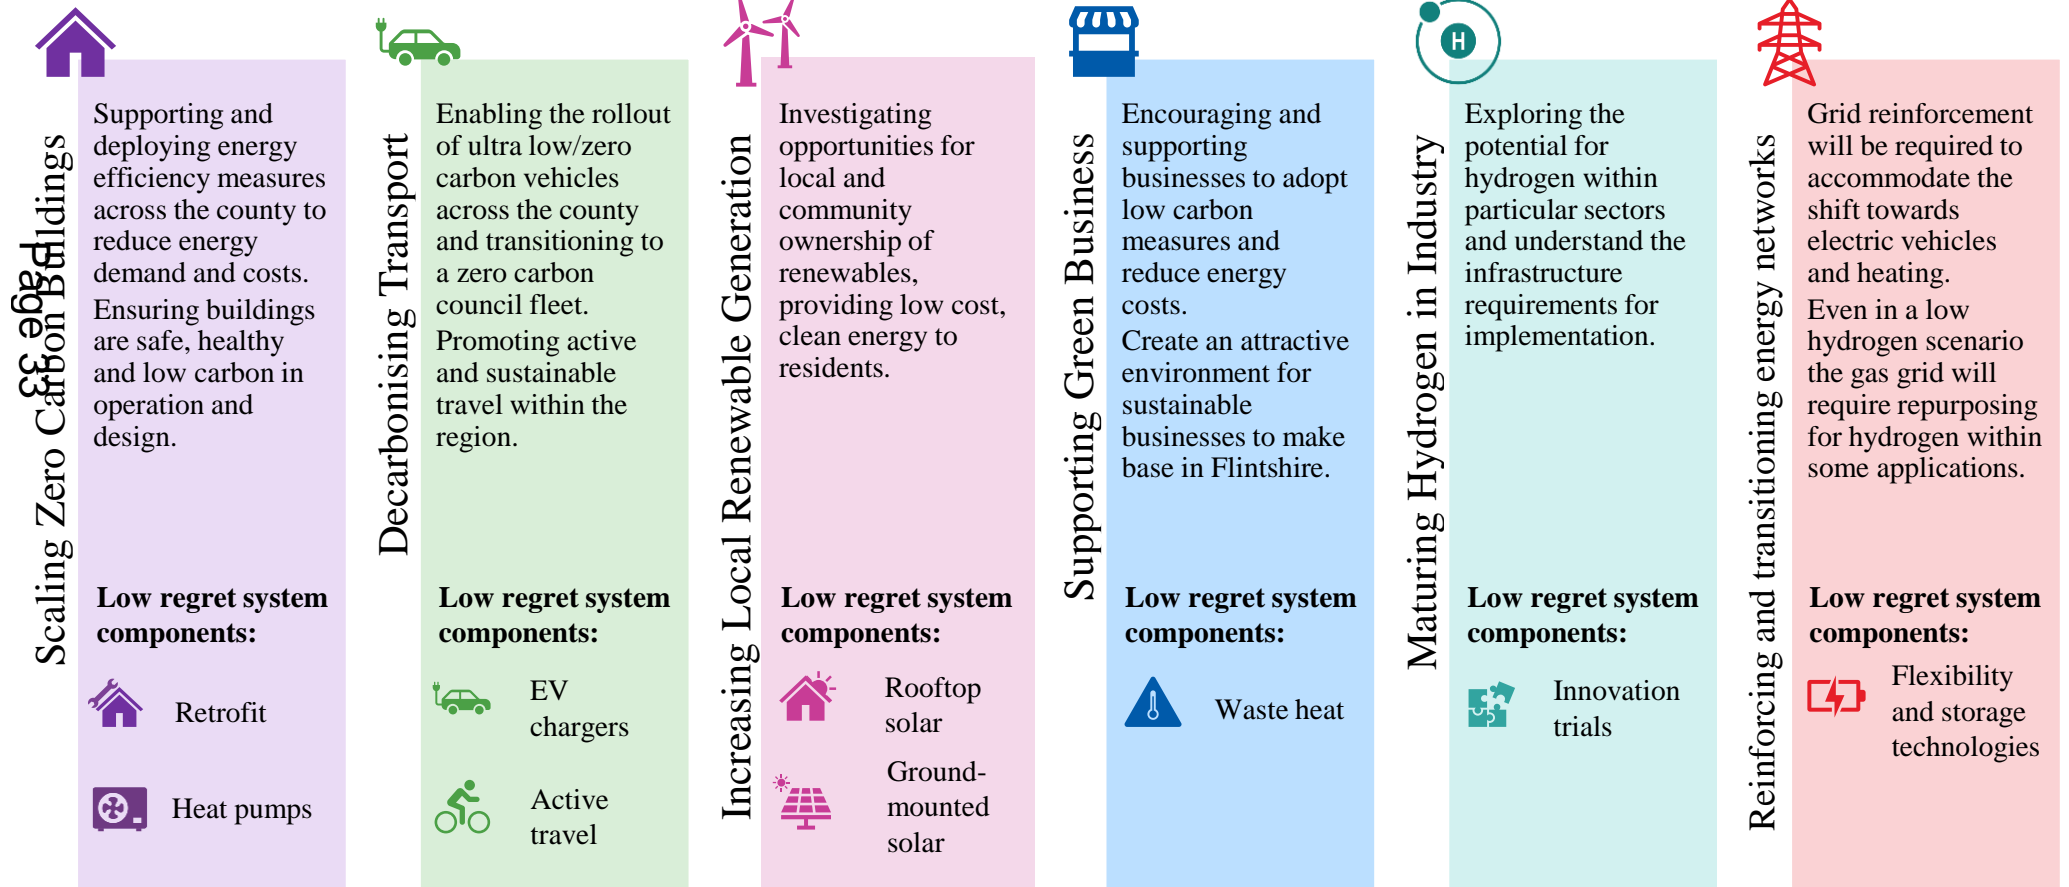 Page 33
Scaling Zero Carbon Buildings
Supporting and
deploying energy
efficiency measures
across the county to
reduce energy
demand and costs.
Ensuring buildings
are safe, healthy
and low carbon in
operation and
design.
Low regret system
components:
Retrofit
Heat pumps
Decarbonising Transport
Enabling the rollout
of ultra low/zero
carbon vehicles
across the county
and transitioning to
a zero carbon
council fleet.
Promoting active
and sustainable
travel within the
region.
Low regret system
components:
EV
chargers
Active
travel
Increasing Local Renewable Generation
Investigating
opportunities for
local and
community
ownership of
renewables,
providing low cost,
clean energy to
residents.
Low regret system
components:
Rooftop
solar
Ground-
mounted
solar
Supporting Green Business
Encouraging and
supporting
businesses to adopt
low carbon
measures and
reduce energy
costs.
Create an attractive
environment for
sustainable
businesses to make
base in Flintshire.
Low regret system
components:
Waste heat
H
Maturing Hydrogen in Industry
Exploring the
potential for
hydrogen within
particular sectors
and understand the
infrastructure
requirements for
implementation.
Low regret system
components:
Innovation
trials
Reinforcing and transitioning energy networks
Grid reinforcement
will be required to
accommodate the
shift towards
electric vehicles
and heating.
Even in a low
hydrogen scenario
the gas grid will
require repurposing
for hydrogen within
some applications.
Low regret system
components:
Flexibility
and storage
technologies